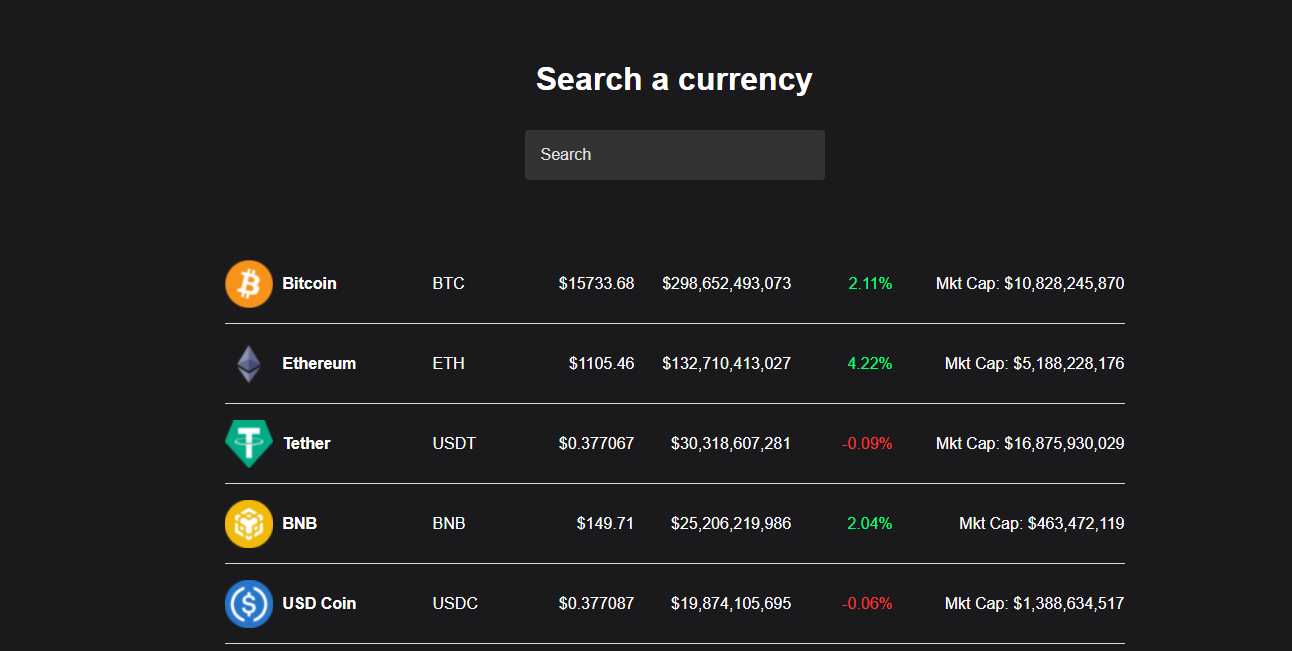 Search a currency
Search
Bitcoin BTC $15733.68 $298,652,493,073 2.11% Mkt Cap: $10,828,245,870
Ethereum ETH $1105.46 $132,710,413,027 4.22% Mkt Cap: $5,188,228,176
Tether USDT $0.377067 $30,318,607,281 -0.09% Mkt Cap: $16,875,930,029
BNB BNB $149.71 $25,206,219,986 2.04% Mkt Cap: $463,472,119
USD Coin USDC $0.377087 $19,874,105,695 -0.06% Mkt Cap: $1,388,634,517